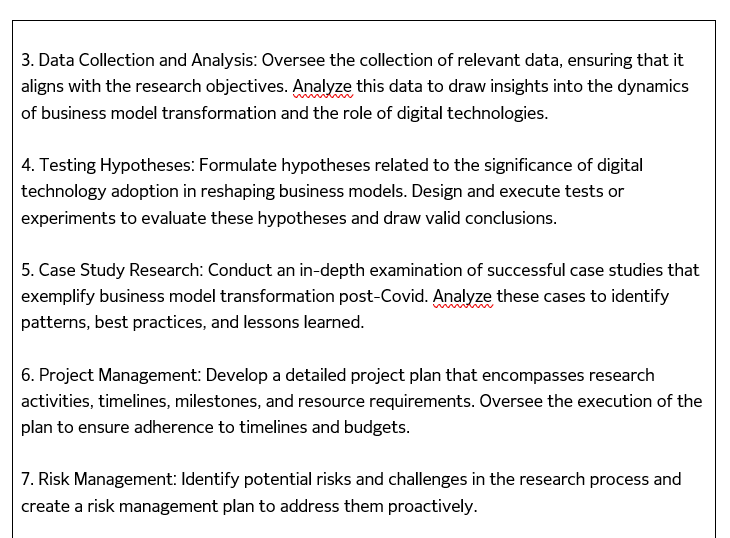 3. Data Collection and Analysis: Oversee the collection of relevant data, ensuring that it
aligns with the research objectives. Analyze this data to draw insights into the dynamics
of business model transformation and the role of digital technologies.
4. Testing Hypotheses: Formulate hypotheses related to the significance of digital
technology adoption in reshaping business models. Design and execute tests or
experiments to evaluate these hypotheses and draw valid conclusions.
5. Case Study Research: Conduct an in-depth examination of successful case studies that
exemplify business model transformation post-Covid. Analyze these cases to identify
patterns, best practices, and lessons learned.
6. Project Management: Develop a detailed project plan that encompasses research
activities, timelines, milestones, and resource requirements. Oversee the execution of the
plan to ensure adherence to timelines and budgets.
7. Risk Management: Identify potential risks and challenges in the research process and
create a risk management plan to address them proactively.